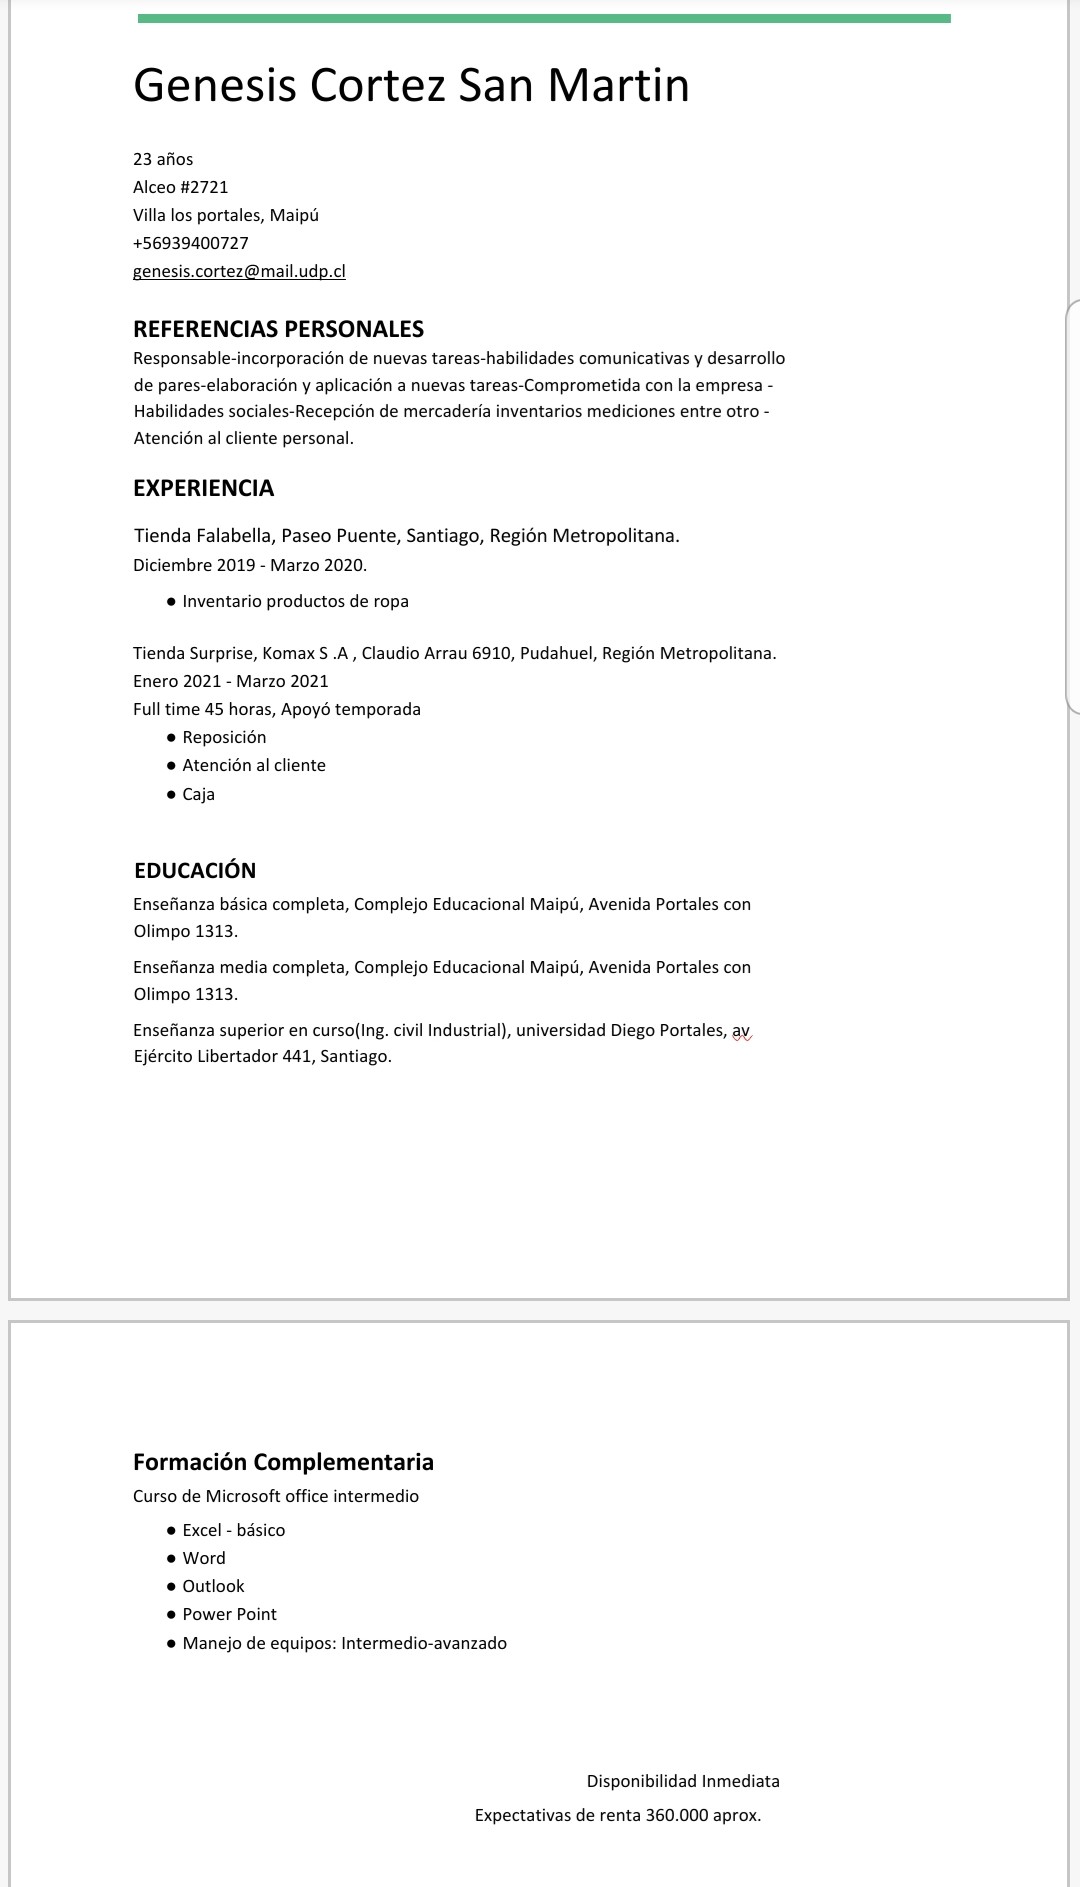 Genesis Cortez San Martin
23 años
Alceo #2721
Villa los portales, Maipú
+56939400727
genesis.cortez@mail.udp.cl
REFERENCIAS PERSONALES
Responsable-incorporación de nuevas tareas-habilidades comunicativas y desarrollo
de pares-elaboración y aplicación a nuevas tareas-Comprometida con la empresa -
Habilidades sociales-Recepción de mercadería inventarios mediciones entre otro -
Atención al cliente personal.
EXPERIENCIA
Tienda Falabella, Paseo Puente, Santiago, Región Metropolitana.
Diciembre 2019 - Marzo 2020.
● Inventario productos de ropa
Tienda Surprise, Komax S .A , Claudio Arrau 6910, Pudahuel, Región Metropolitana.
Enero 2021 - Marzo 2021
Full time 45 horas, Apoyó temporada
● Reposición
● Atención al cliente
● Caja
EDUCACIÓN
Enseñanza básica completa, Complejo Educacional Maipú, Avenida Portales con
Olimpo 1313.
Enseñanza media completa, Complejo Educacional Maipú, Avenida Portales con
Olimpo 1313.
Enseñanza superior en curso(Ing. civil Industrial), universidad Diego Portales, av
Ejército Libertador 441, Santiago.
Formación Complementaria
Curso de Microsoft office intermedio
● Excel - básico
● Word
● Outlook
● Power Point
● Manejo de equipos: Intermedio-avanzado
Disponibilidad Inmediata
Expectativas de renta 360.000 aprox.